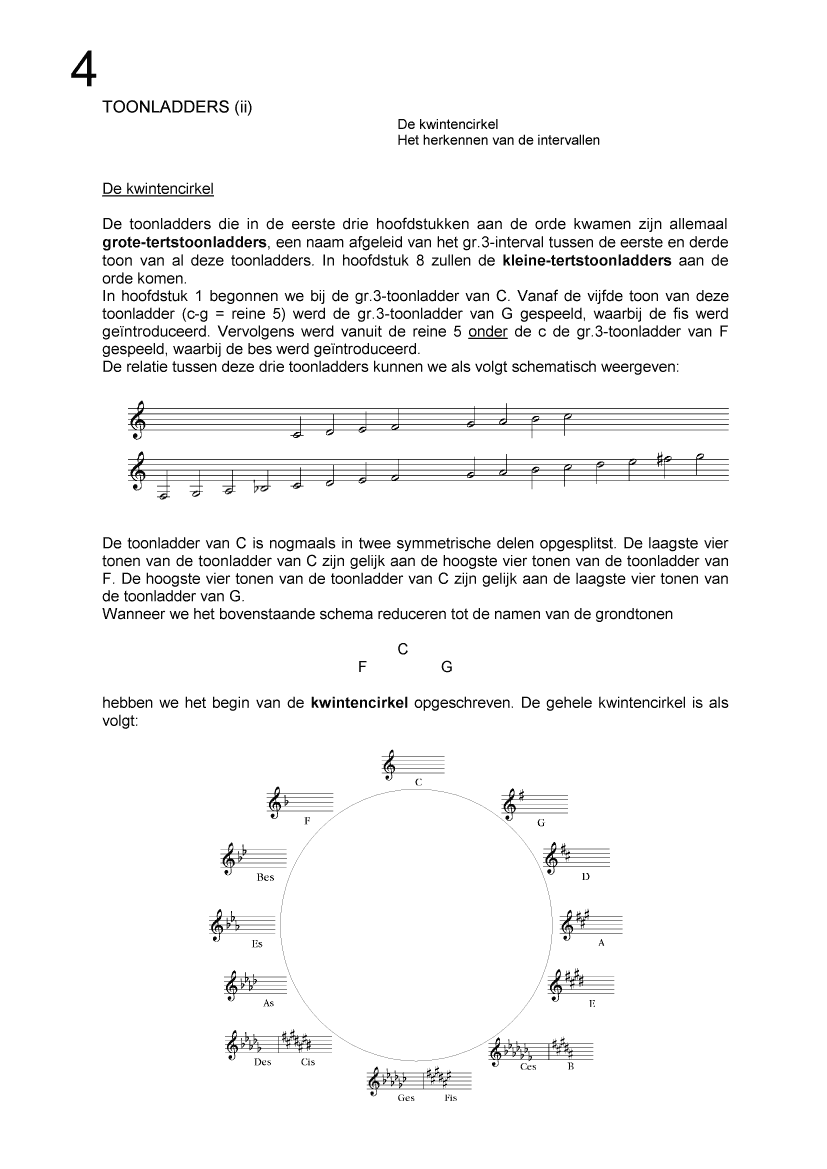 4
TOONLADDERS (ii)
De kwintencirkel
Het herkennen van de intervallen
De kwintencirkel
De toonladders die in de eerste drie hoofdstukken aan de orde kwamen zijn allemaal
grote-tertstoonladders, een naam afgeleid van het gr.3-interval tussen de eerste en derde
toon van al deze toonladders. In hoofdstuk 8 zullen de kleine-tertstoonladders aan de
orde komen.
In hoofdstuk 1 begonnen we bij de gr.3-toonladder van C. Vanaf de vijfde toon van deze
toonladder (c-g = reine 5) werd de gr.3-toonladder van G gespeeld, waarbij de fis werd
geïntroduceerd. Vervolgens werd vanuit de reine 5 onder de c de gr.3-toonladder van F
gespeeld, waarbij de bes werd geïntroduceerd.
De relatie tussen deze drie toonladders kunnen we als volgt schematisch weergeven:
De toonladder van C is nogmaals in twee symmetrische delen opgesplitst. De laagste vier
tonen van de toonladder van C zijn gelijk aan de hoogste vier tonen van de toonladder van
F. De hoogste vier tonen van de toonladder van C zijn gelijk aan de laagste vier tonen van
de toonladder van G.
Wanneer we het bovenstaande schema reduceren tot de namen van de grondtonen
C
F G
hebben we het begin van de kwintencirkel opgeschreven. De gehele kwintencirkel is als
volgt:
C
F
G
Bes
D
Es
A
As
E
Des Cis
Ces B
Ges Fis